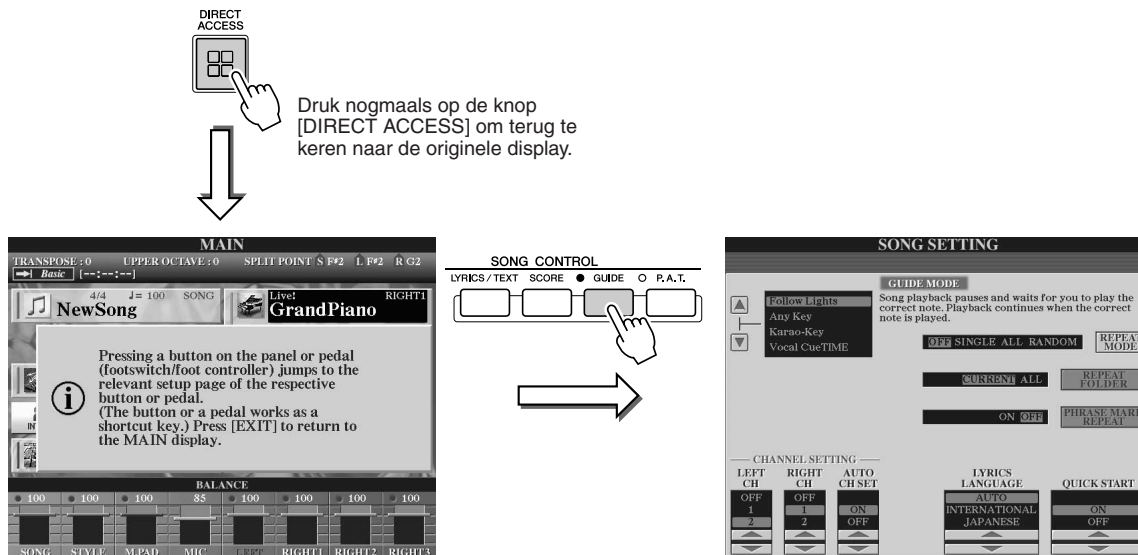 DIRECT
ACCESS
Druk nogmaals op de knop
[DIRECT ACCESS] om terug te
keren naar de originele display.
MAIN
TRANSPOSE : 0 UPPER OCTAVE : 0 SPLIT POINT S F#2 L F#2 R G2
Basic [--:--:--]
4/4 ♩= 100 SONG
NewSong
Live! RIGHT1
GrandPiano
Pressing a button on the panel or pedal
(footswitch/foot controller) jumps to the
relevant setup page of the respective
button or pedal.
(The button or a pedal works as a
shortcut key.) Press [EXIT] to return to
the MAIN display.
BALANCE
100 100 100 85 100 100 100 100
SONG STYLE M.PAD MIC LEFT RIGHT1 RIGHT2 RIGHT3
SONG CONTROL
LYRICS / TEXT SCORE GUIDE P.A.T.
SONG SETTING
GUIDE MODE
Follow Lights
Any Key
Karao-Key
Vocal CueTIME
Song playback pauses and waits for you to play the
correct note. Playback continues when the correct
note is played.
OFF SINGLE ALL RANDOM
REPEAT
MODE
CURRENT ALL
REPEAT
FOLDER
ON OFF
PHRASE MARK
REPEAT
CHANNEL SETTING
LEFT
CH
OFF
1
2
RIGHT
CH
OFF
1
2
AUTO
CH SET
ON
OFF
LYRICS
LANGUAGE
AUTO
INTERNATIONAL
JAPANESE
QUICK START
ON
OFF